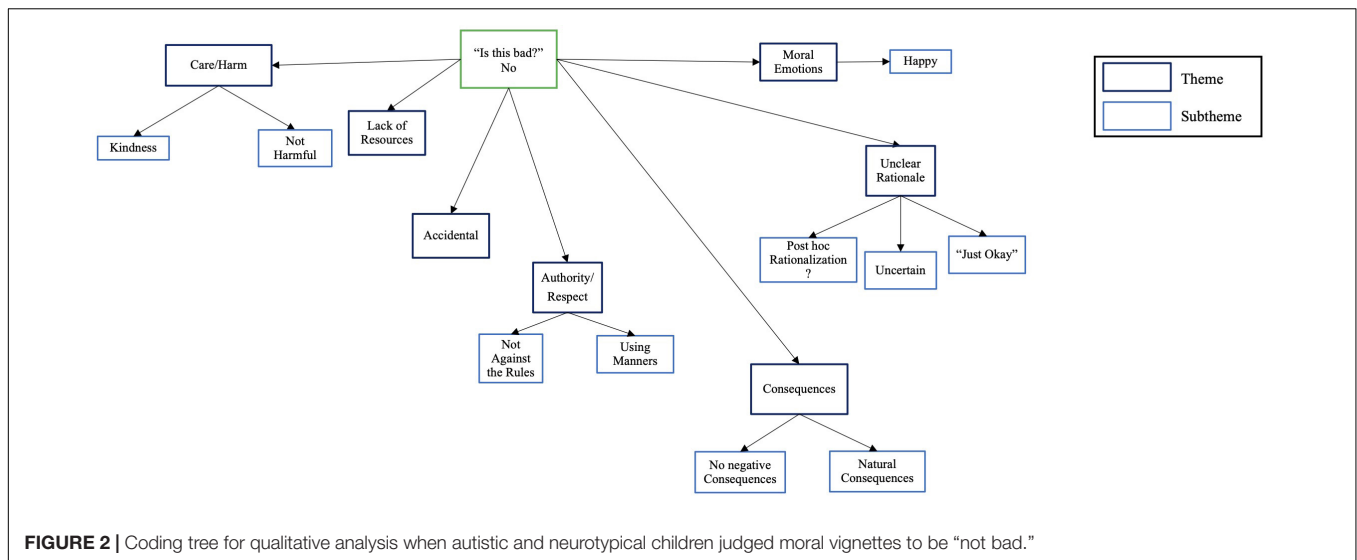 "Is this bad?"
No
Care/Harm
Kindness
Not
Harmful
Lack of
Resources
Accidental
Authority/
Respect
Not
Against
the Rules
Using
Manners
Moral
Emotions
Happy
Unclear
Rationale
Post hoc
Rationalization
?
Uncertain
“Just Okay”
Consequences
No negative
Consequences
Natural
Consequences
Theme
Subtheme
FIGURE 2 | Coding tree for qualitative analysis when autistic and neurotypical children judged moral vignettes to be “not bad.”